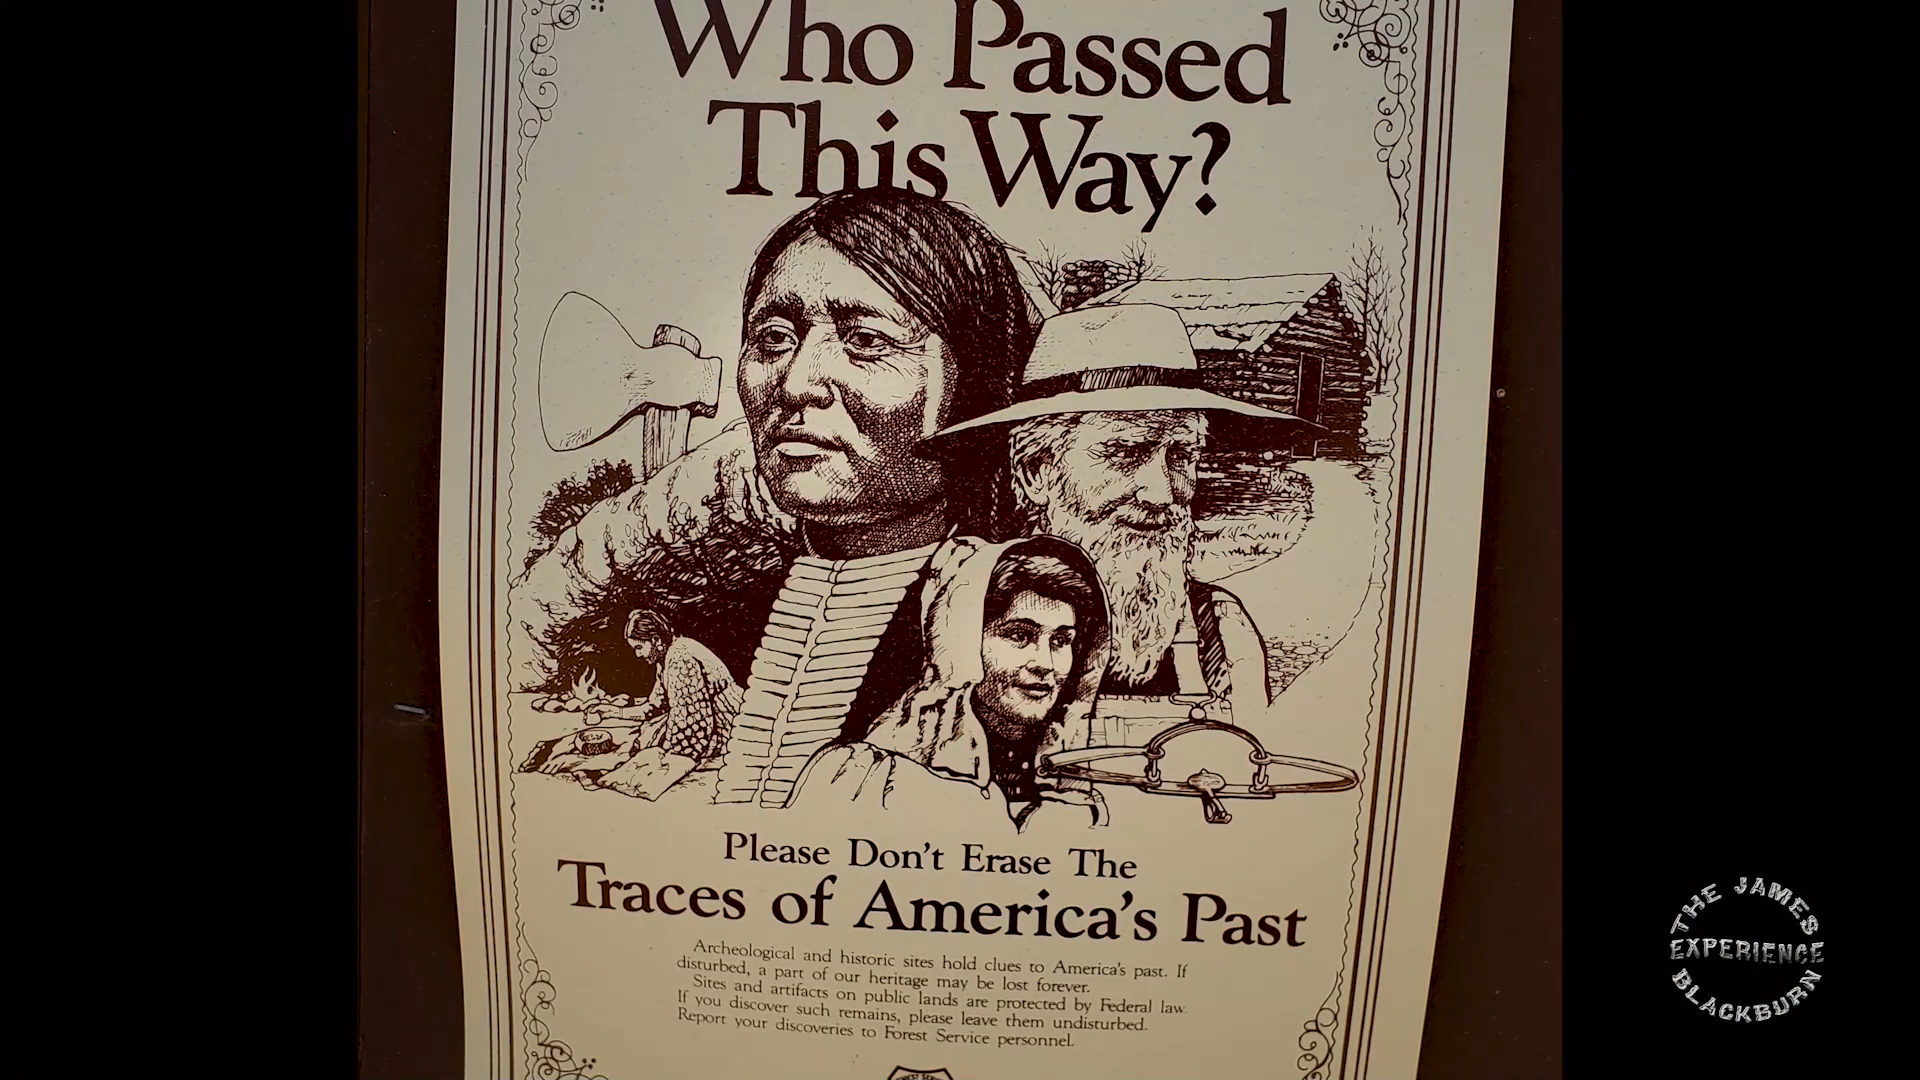 Who Passed
This Way?
Please Don't Erase The
Traces of America's Past
Archeological and historic sites hold clues to America's past. If
disturbed, a part of our heritage may be lost forever.
Sites and artifacts on public lands are protected by Federal law.
If you discover such remains, please leave them undisturbed.
Report your discoveries to Forest Service personnel.
THE JAMES
EXPERIENCE
BLACKBURN